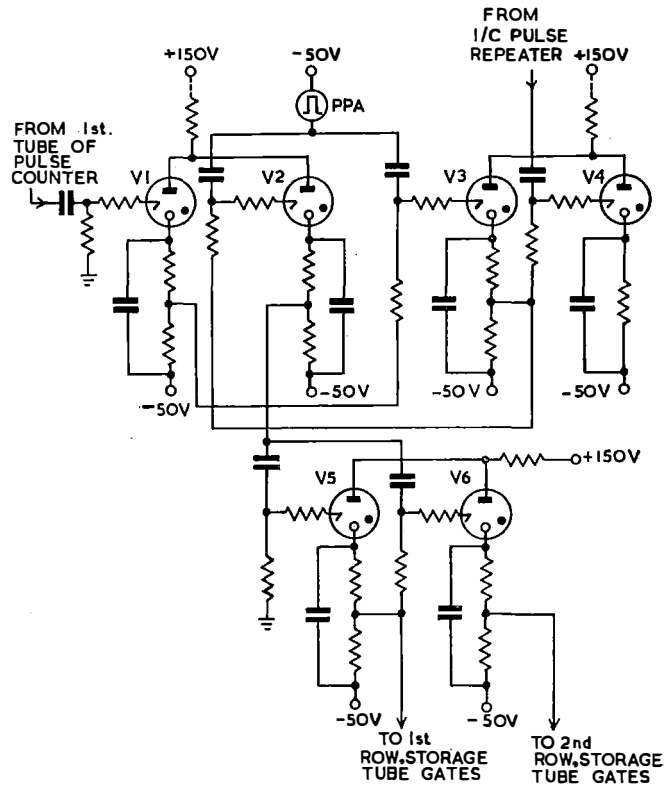 FROM
I/C PULSE
REPEATER
+150V
-50V
+150V
PPA
FROM 1st.
TUBE OF
PULSE
COUNTER
V1
V2
V3
V4
-50V
-50V
-50V
-50V
+150V
V5
V6
-50V
-50V
TO 1st
ROW,STORAGE
TUBE GATES
TO 2nd
ROW,STORAGE
TUBE GATES